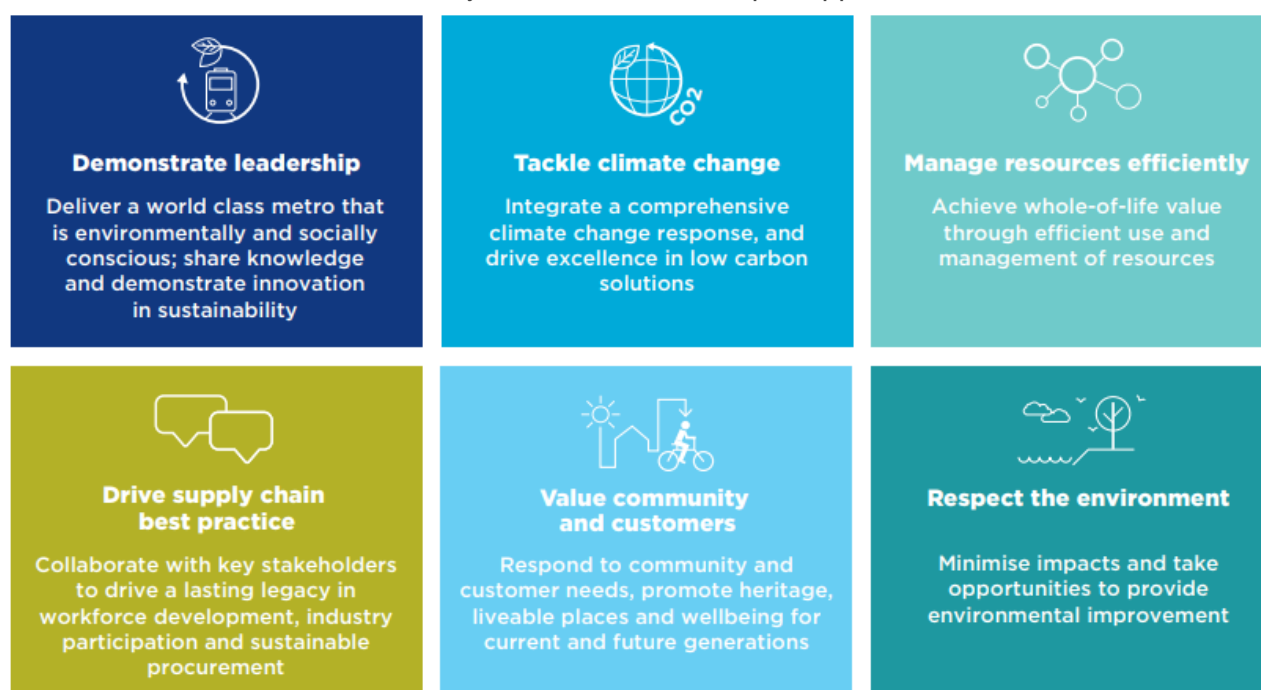 Demonstrate leadership
Deliver a world class metro that
is environmentally and socially
conscious; share knowledge
and demonstrate innovation
in sustainability
CO2
Tackle climate change
Integrate a comprehensive
climate change response, and
drive excellence in low carbon
solutions
Manage resources efficiently
Achieve whole-of-life value
through efficient use and
management of resources
Drive supply chain
best practice
Collaborate with key stakeholders
to drive a lasting legacy in
workforce development, industry
participation and sustainable
procurement
Value community
and customers
Respond to community and
customer needs, promote heritage,
liveable places and wellbeing for
current and future generations
Respect the environment
Minimise impacts and take
opportunities to provide
environmental improvement